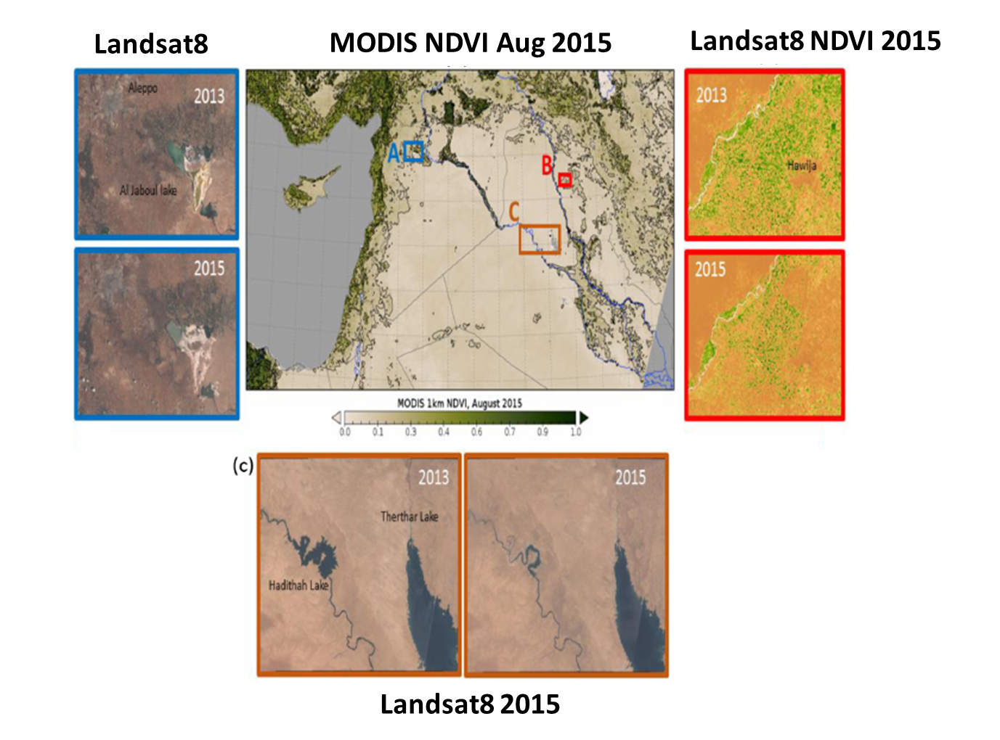 Landsat8
MODIS NDVI Aug 2015
Landsat8 NDVI 2015
Aleppo
2013
Al Jaboul lake
2015
A
B
C
2013
Hawija
2015
MODIS 1km NDVI, August 2015
0.0 0.1 0.3 0.4 0.6 0.7 0.9 1.0
(c)
2013
Therthar Lake
Hadithah Lake
2015
Landsat8 2015